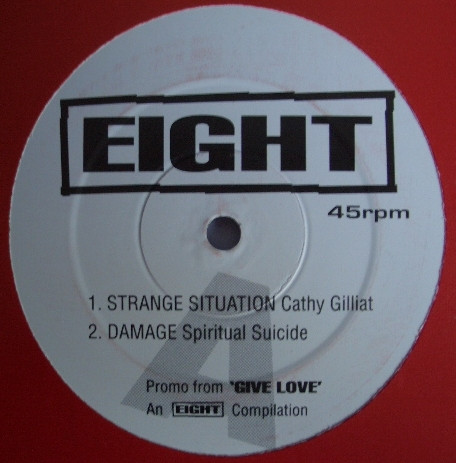 EIGHT
45rpm
1. STRANGE SITUATION Cathy Gilliat
2. DAMAGE Spiritual Suicide
A
Promo from 'GIVE LOVE'
An EIGHT Compilation